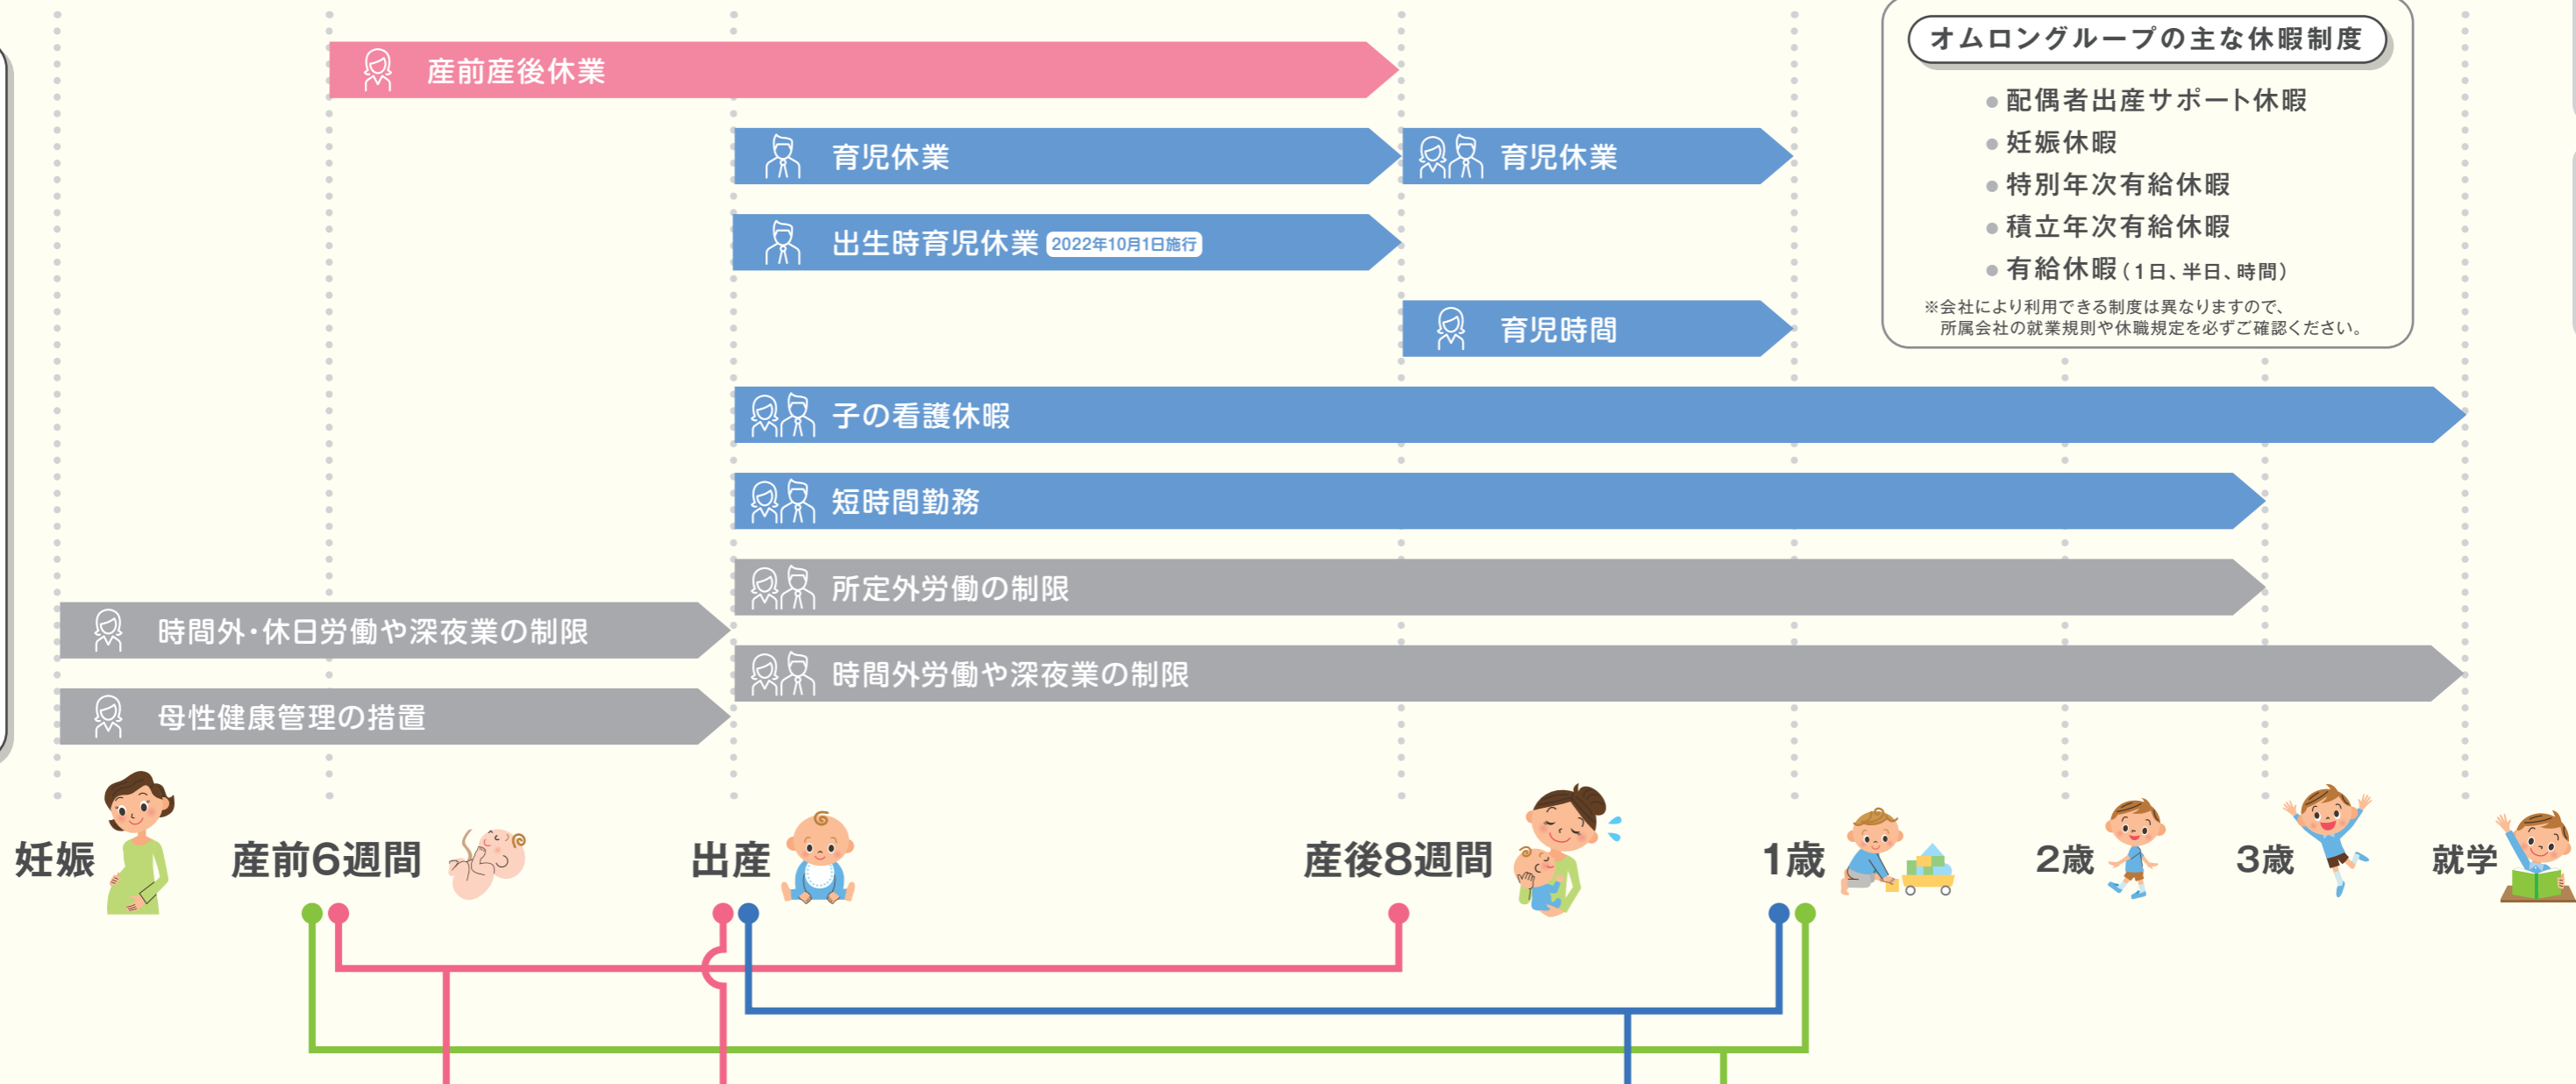 産前産後休業
育児休業
育児休業
出生時育児休業 2022年10月1日施行
育児時間
子の看護休暇
短時間勤務
所定外労働の制限
時間外・休日労働や深夜業の制限
時間外労働や深夜業の制限
母性健康管理の措置
オムロングループの主な休暇制度
●配偶者出産サポート休暇
●妊娠休暇
●特別年次有給休暇
●積立年次有給休暇
●有給休暇（1日、半日、時間）
※会社により利用できる制度は異なりますので、
所属会社の就業規則や休職規定を必ずご確認ください。
妊娠
産前6週間
出産
産後8週間
1歳
2歳
3歳
就学